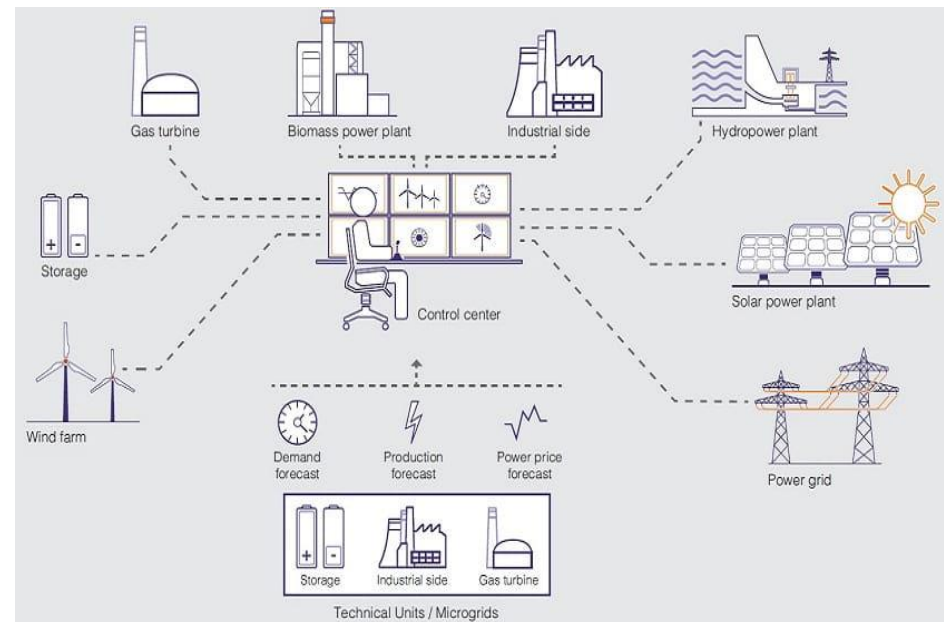 Gas turbine
Biomass power plant
Industrial side
Hydropower plant
Storage
Solar power plant
Control center
Wind farm
Demand
forecast
Production
forecast
Power price
forecast
Power grid
+ -
Storage
Industrial side
Gas turbine
Technical Units / Microgrids